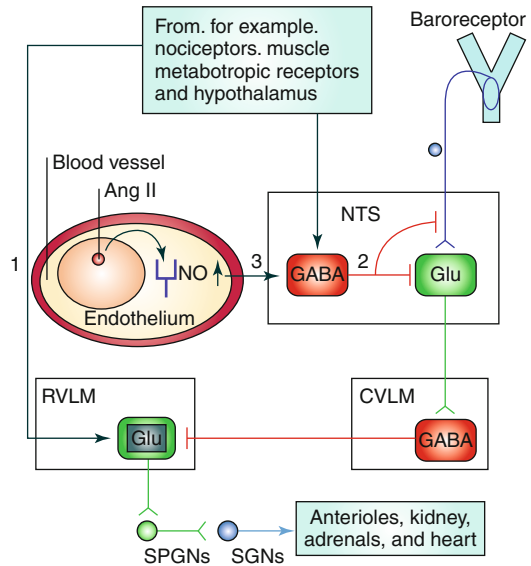 From. for example.
nociceptors. muscle
metabotropic receptors
and hypothalamus
Baroreceptor
Blood vessel
Ang II
NTS
1
NO
3
GABA
2
Glu
Endothelium
RVLM
CVLM
Glu
GABA
SPGNs
SGNs
Anterioles, kidney,
adrenals, and heart